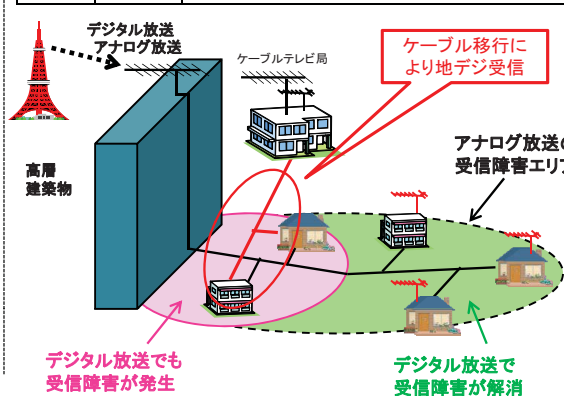 デジタル放送
アナログ放送
ケーブルテレビ局
ケーブル移行に
より地デジ受信
高層
建築物
アナログ放送の
受信障害エリア
デジタル放送でも
受信障害が発生
デジタル放送で
受信障害が解消